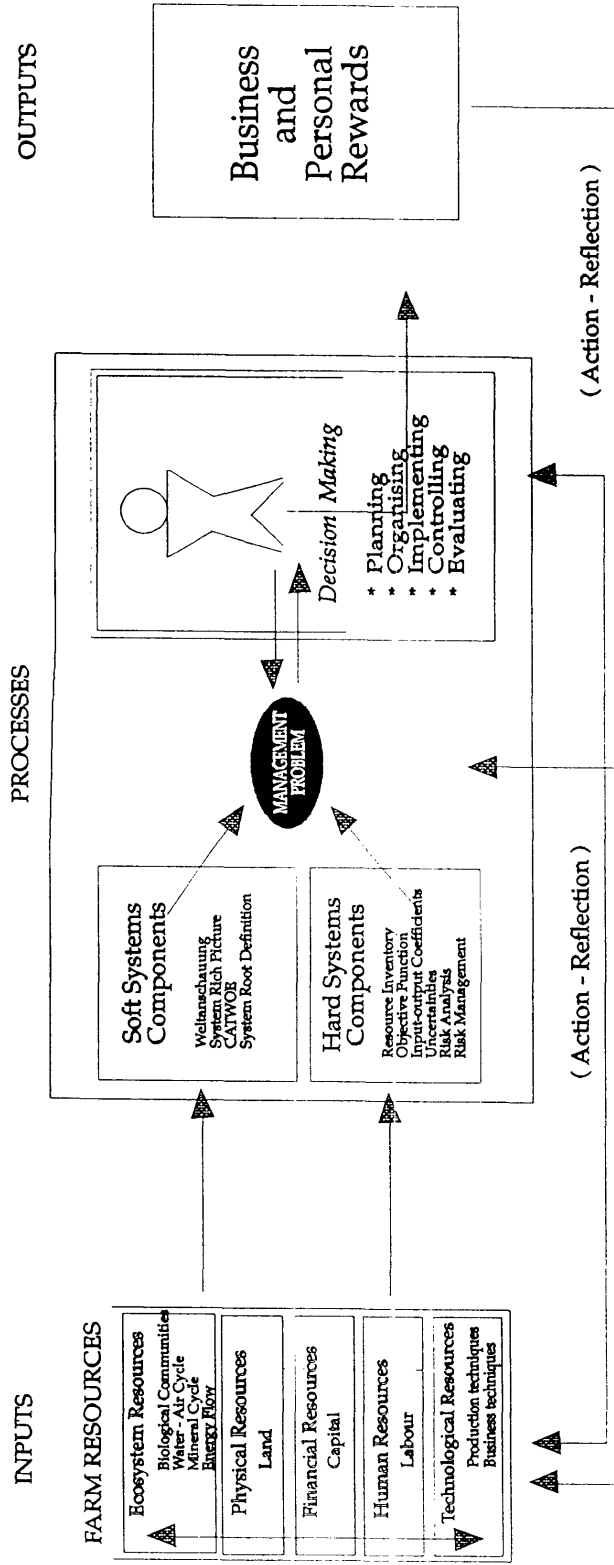 INPUTS
PROCESSES
OUTPUTS
FARM RESOURCES
Ecosystem Resources
Biological Communities
Water - Air Cycle
Mineral Cycle
Energy Flow
Physical Resources
Land
Financial Resources
Capital
Human Resources
Labour
Technological Resources
Production techniques
Business techniques
Soft Systems
Components
Weltanschauung
System Rich Picture
CATWOE
System Root Definition
Hard Systems
Components
Resource Inventory
Objective Function
Input-output Coefficients
Uncertainities
Risk Analysis
Risk Management
MANAGEMENT
PROBLEM
Decision Making
* Planning
* Organising
* Implementing
* Controlling
* Evaluating
Business
and
Personal
Rewards
( Action - Reflection )
( Action - Reflection )